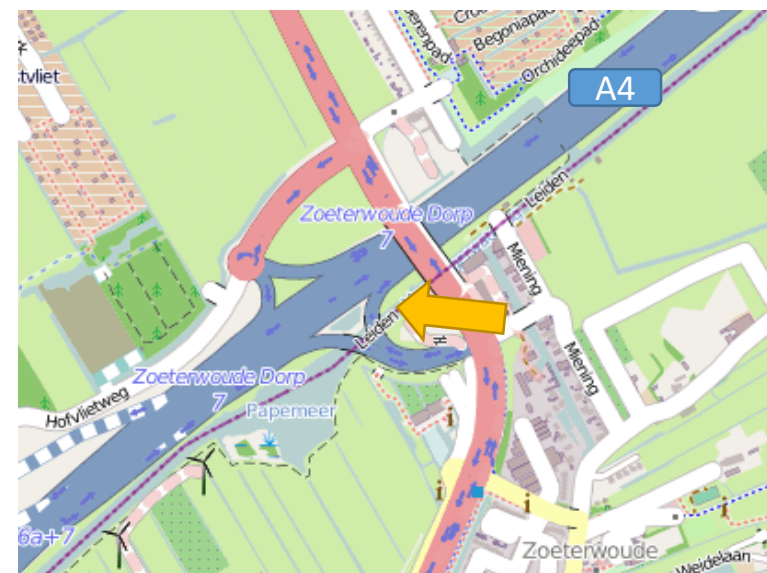 Begoniapad
Orchideepad
A4
Leiden
Zoeterwoude Dorp
7
Miening
Leiden
Miening
Zoeterwoude Dorp
7
Hofvlietweg
Papemeer
6a+7
Zoeterwoude
Weidelaan